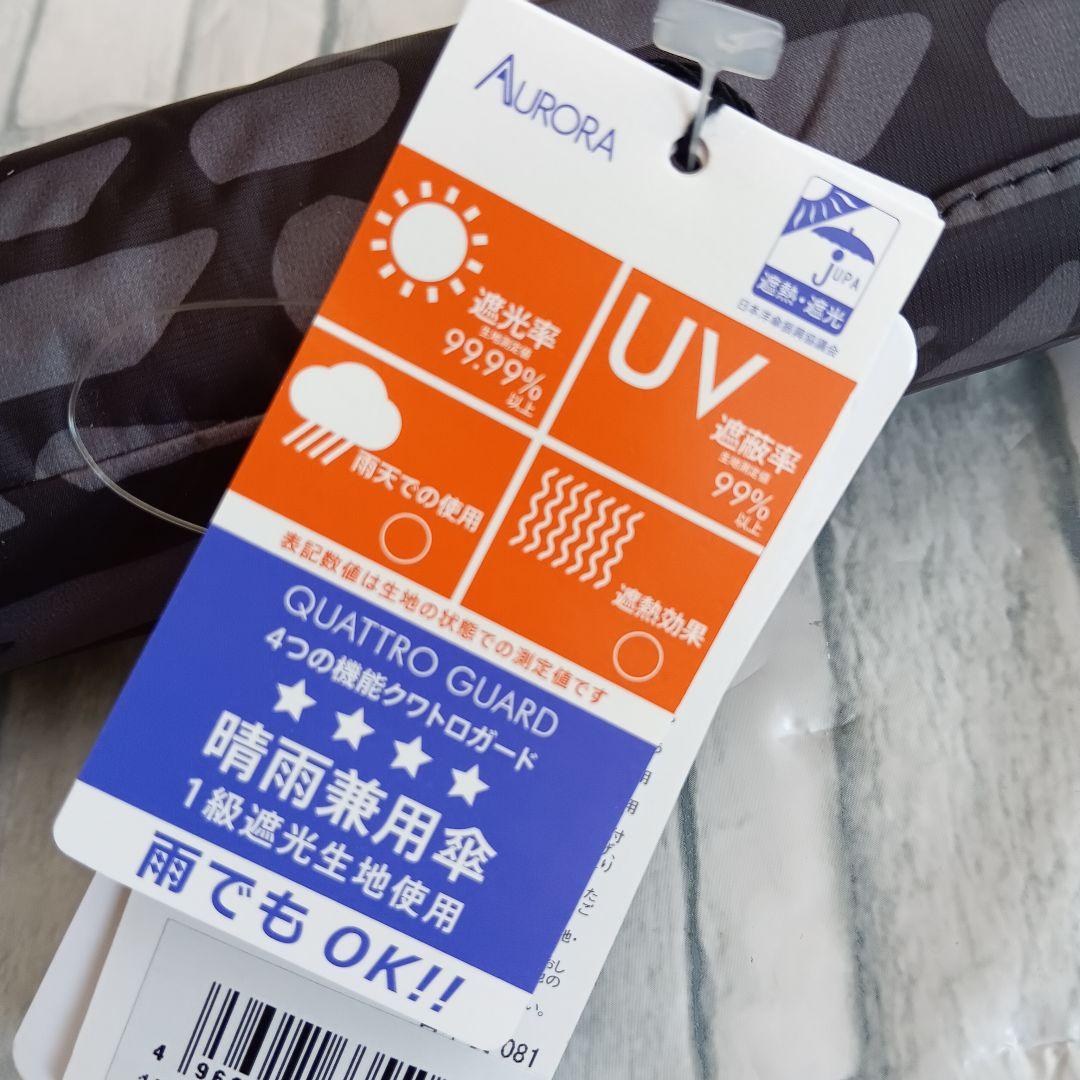 AURORA
JUPA
遮熱・遮光
日本洋傘振興協議会
遮光率
生地測定値
99.99%
以上
UV
遮蔽率
生地測定値
99%
以上
雨天での使用
○
遮熱効果
○
表記数値は生地の状態での測定値です
QUATTRO GUARD
4つの機能クワトロガード
★★★★
晴雨兼用傘
1級遮光生地使用
雨でもOK!!
081
4